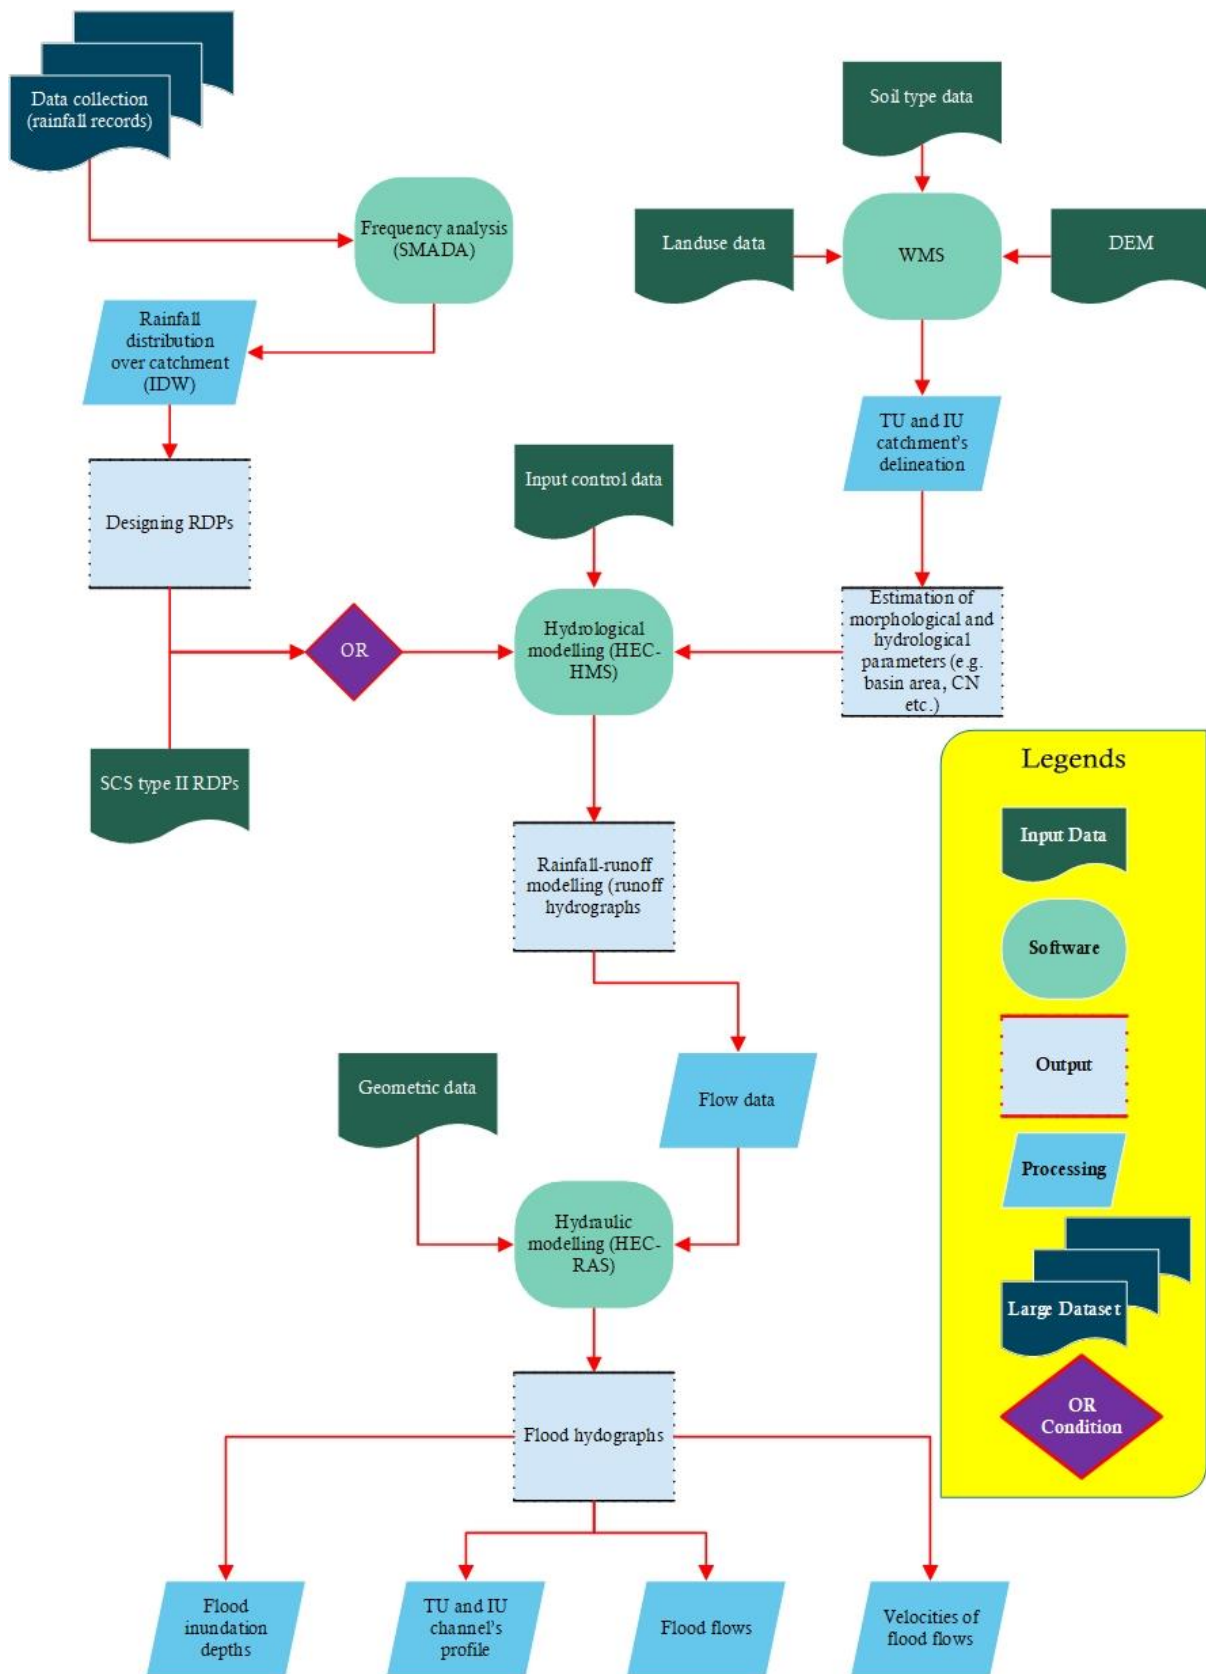 Data collection
(rainfall records)
Soil type data
Frequency analysis
(SMADA)
Landuse data
WMS
DEM
Rainfall
distribution
over catchment
(IDW)
TU and IU
catchment's
delineation
Input control data
Designing RDPs
Estimation of
morphological and
hydrological
parameters (e.g.
basin area, CN
etc.)
OR
Hydrological
modelling (HEC-
HMS)
SCS type II RDPs
Rainfall-runoff
modelling (runoff
hydrographs
Geometric data
Flow data
Hydraulic
modelling (HEC-
RAS)
Flood hydographs
Flood
inundation
depths
TU and IU
channel's
profile
Flood flows
Velocities of
flood flows
Legends
Input Data
Software
Output
Processing
Large Dataset
OR
Condition